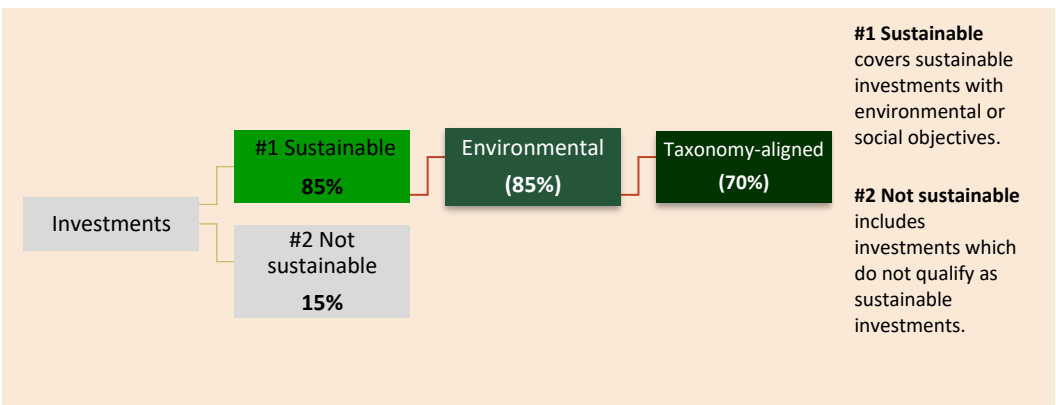 Investments
#1 Sustainable
85%
#2 Not
sustainable
15%
Environmental
(85%)
Taxonomy-aligned
(70%)
#1 Sustainable
covers sustainable
investments with
environmental or
social objectives.
#2 Not sustainable
includes
investments which
do not qualify as
sustainable
investments.